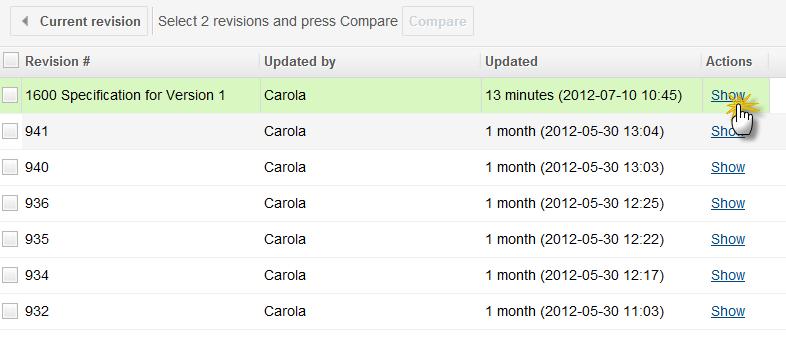 Current revision Select 2 revisions and press Compare Compare
Revision # Updated by Updated Actions
1600 Specification for Version 1 Carola 13 minutes (2012-07-10 10:45) Show
941 Carola 1 month (2012-05-30 13:04) Show
940 Carola 1 month (2012-05-30 13:03) Show
936 Carola 1 month (2012-05-30 12:25) Show
935 Carola 1 month (2012-05-30 12:22) Show
934 Carola 1 month (2012-05-30 12:17) Show
932 Carola 1 month (2012-05-30 11:03) Show